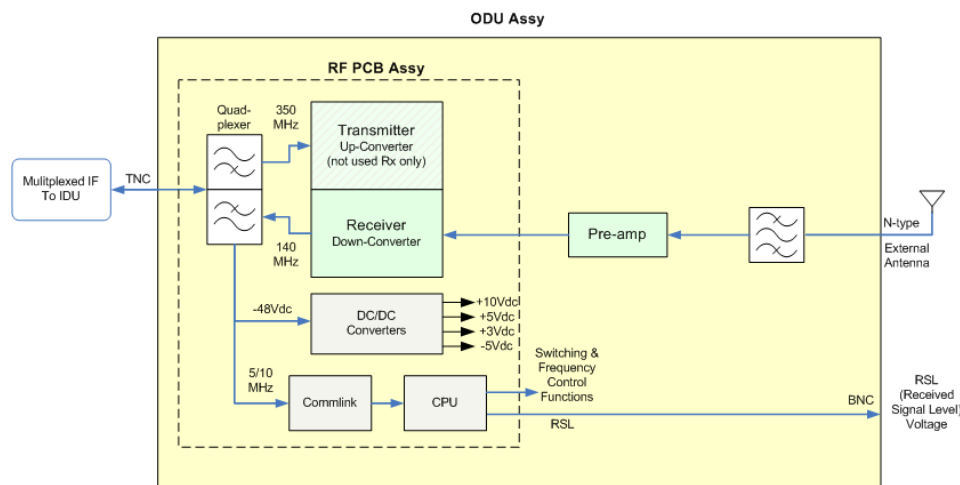 ODU Assy
RF PCB Assy
Quad-
plexer
350
MHz
Transmitter
Up-Converter
(not used Rx only)
Mulitplexed IF
To IDU
TNC
Receiver
Down-Converter
140
MHz
Pre-amp
N-type
External
Antenna
-48Vdc
DC/DC
Converters
+10Vdc
+5Vdc
+3Vdc
-5Vdc
5/10
MHz
Commlink
CPU
Switching &
Frequency
Control
Functions
RSL
BNC
RSL
(Received
Signal Level)
Voltage